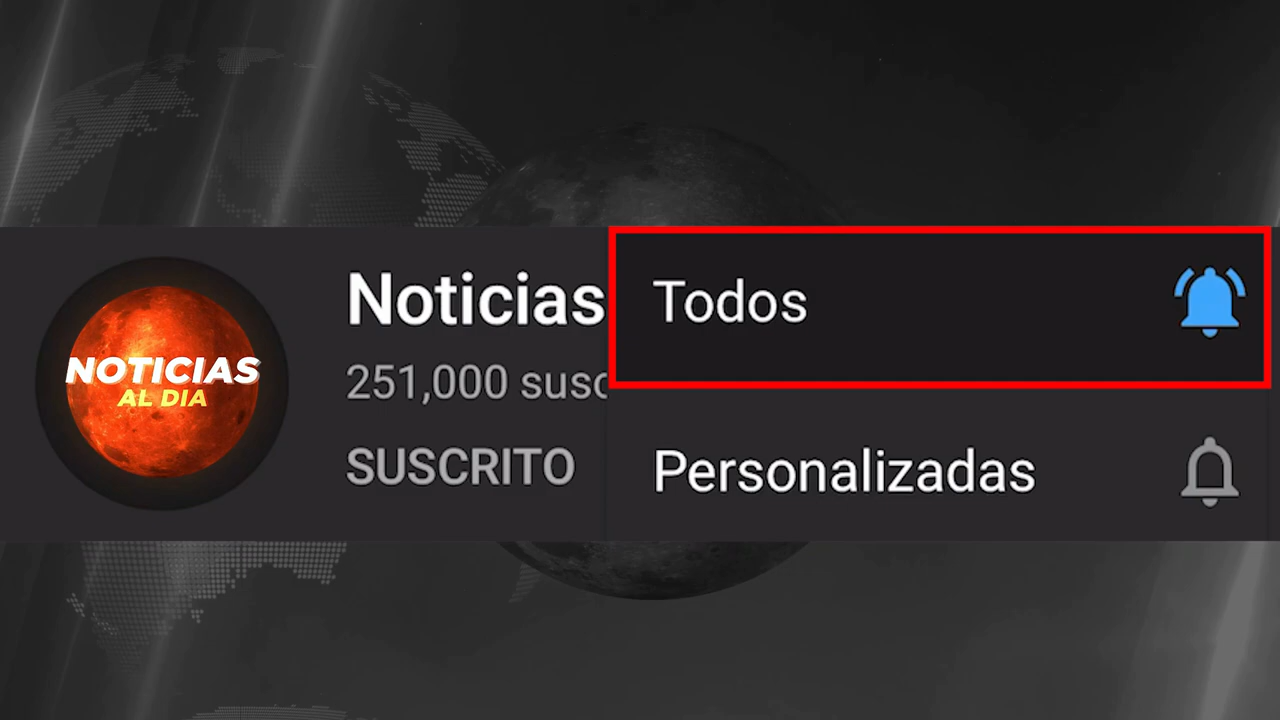 NOTICIAS
AL DIA
Noticias
251,000 susc
SUSCRITO
Todos
Personalizadas